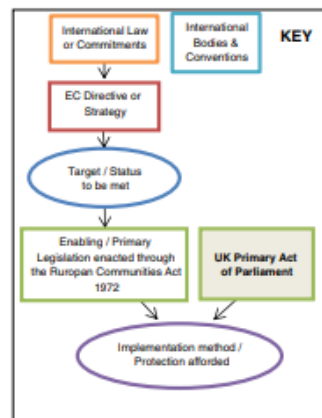 International Law
or Commitments
International
Bodies &
Conventions
KEY
EC Directive or
Strategy
Target / Status
to be met
Enabling / Primary
Legislation enacted through
the Ruropan Communities Act
1972
UK Primary Act
of Parliament
Implementation method /
Protection afforded